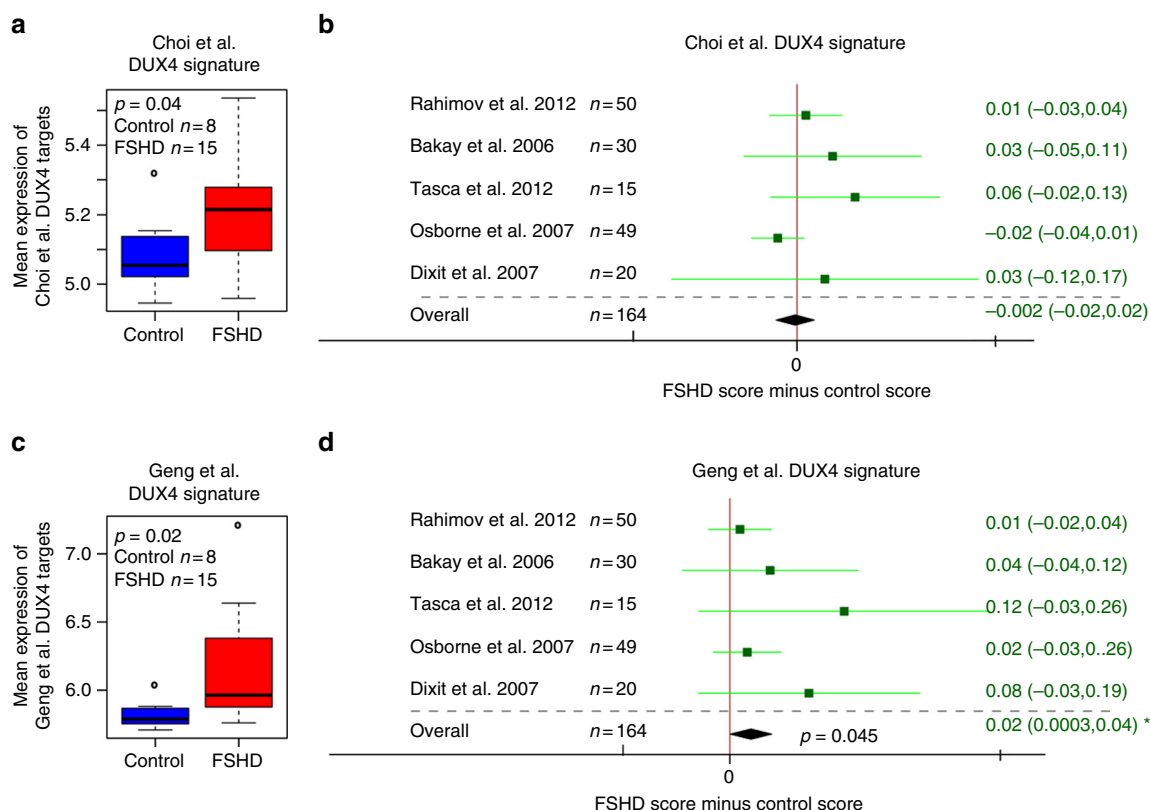 a
Choi et al.
DUX4 signature
Mean expression of
Choi et al. DUX4 targets
p = 0.04
Control n=8
FSHD n=15
5.4
5.2
5.0
Control FSHD
b
Choi et al. DUX4 signature
Rahimov et al. 2012 n=50 0.01 (–0.03,0.04)
Bakay et al. 2006 n=30 0.03 (–0.05,0.11)
Tasca et al. 2012 n=15 0.06 (–0.02,0.13)
Osborne et al. 2007 n=49 –0.02 (–0.04,0.01)
Dixit et al. 2007 n=20 0.03 (–0.12,0.17)
Overall n=164 –0.002 (–0.02,0.02)
0
FSHD score minus control score
c
Geng et al.
DUX4 signature
Mean expression of
Geng et al. DUX4 targets
p = 0.02
Control n=8
FSHD n=15
7.0
6.5
6.0
Control FSHD
d
Geng et al. DUX4 signature
Rahimov et al. 2012 n=50 0.01 (–0.02,0.04)
Bakay et al. 2006 n=30 0.04 (–0.04,0.12)
Tasca et al. 2012 n=15 0.12 (–0.03,0.26)
Osborne et al. 2007 n=49 0.02 (–0.03,0..26)
Dixit et al. 2007 n=20 0.08 (–0.03,0.19)
Overall n=164 p = 0.045 0.02 (0.0003,0.04) *
0
FSHD score minus control score